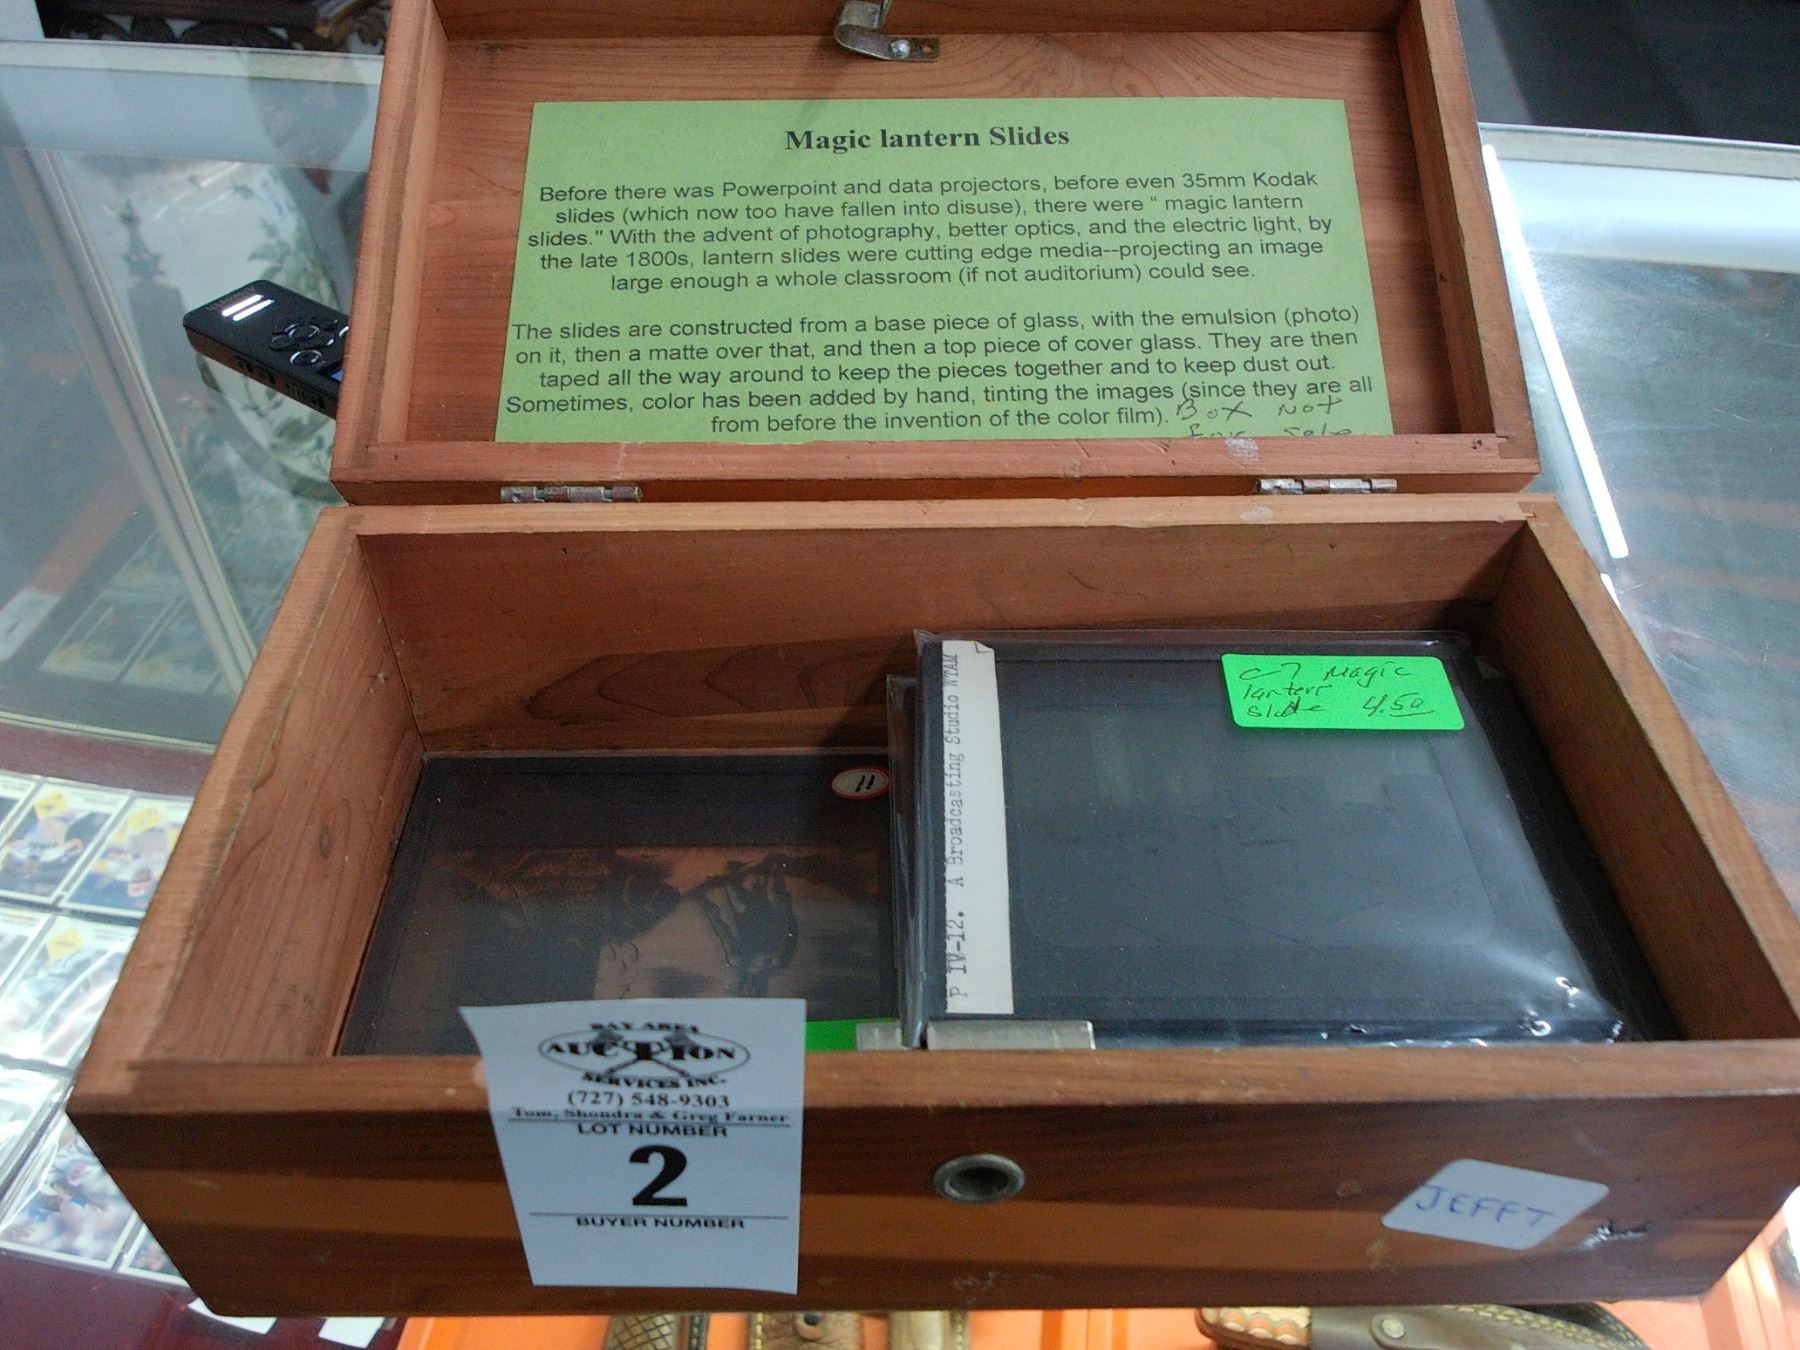 Magic lantern Slides
Before there was Powerpoint and data projectors, before even 35mm Kodak
slides (which now too have fallen into disuse), there were " magic lantern
slides." With the advent of photography, better optics, and the electric light, by
the late 1800s, lantern slides were cutting edge media--projecting an image
large enough a whole classroom (if not auditorium) could see.
The slides are constructed from a base piece of glass, with the emulsion (photo)
on it, then a matte over that, and then a top piece of cover glass. They are then
taped all the way around to keep the pieces together and to keep dust out.
Sometimes, color has been added by hand, tinting the images (since they are all
from before the invention of the color film).
Box Not
For Sale
C7 Magic
lantern
slide 4.50
P IV-12. A Broadcasting Studio WTAM
11
BAY AREA
AUCTION
SERVICES INC.
(727) 548-9303
Tom, Shondra & Greg Farner
LOT NUMBER
2
BUYER NUMBER
JEFFT